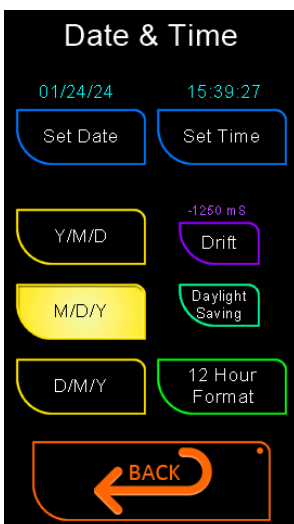 Date & Time
01/24/24 15:39:27
Set Date Set Time
-1250 mS
Y/M/D Drift
M/D/Y Daylight
Saving
D/M/Y 12 Hour
Format
BACK